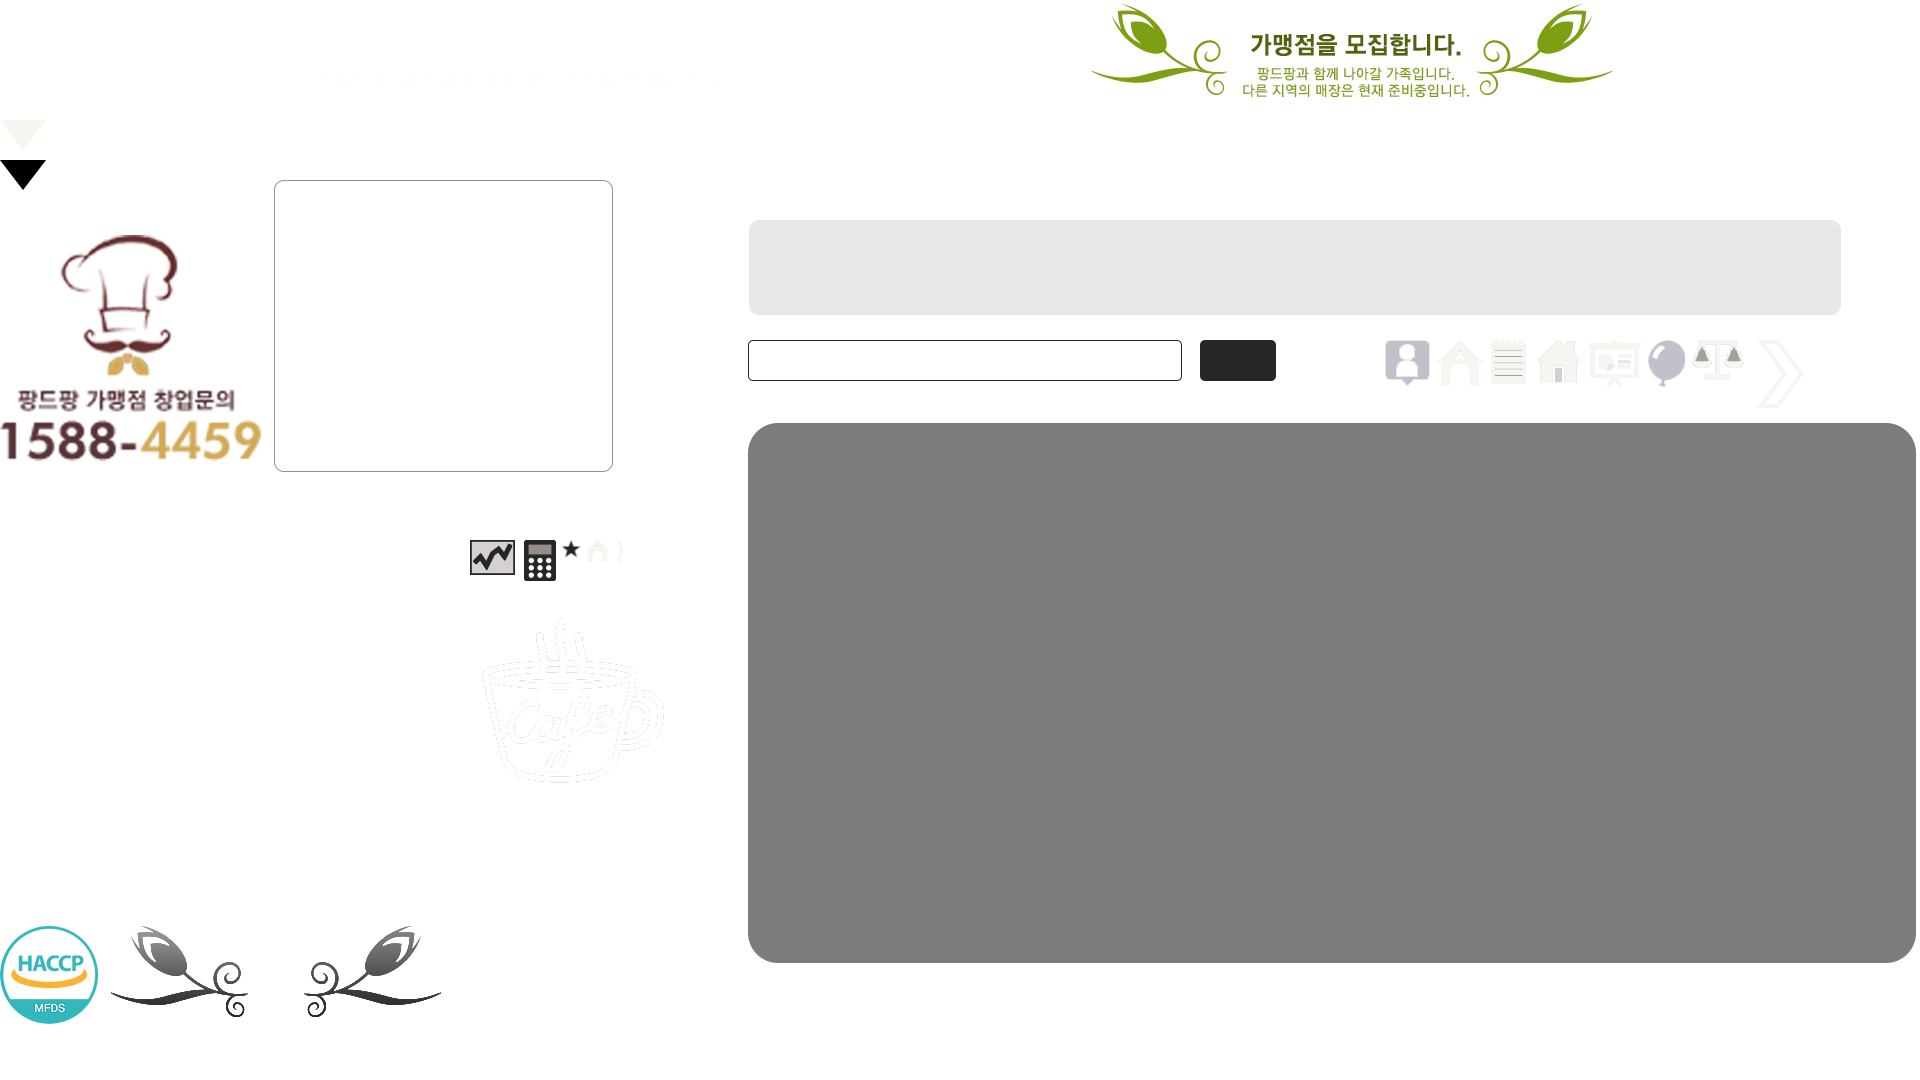 가맹점을 모집합니다.
팡드팡과 함께 나아갈 가족입니다.
다른 지역의 매장은 현재 준비중입니다.
팡드팡 가맹점 창업문의
1588-4459
Cafe
HACCP
MFDS